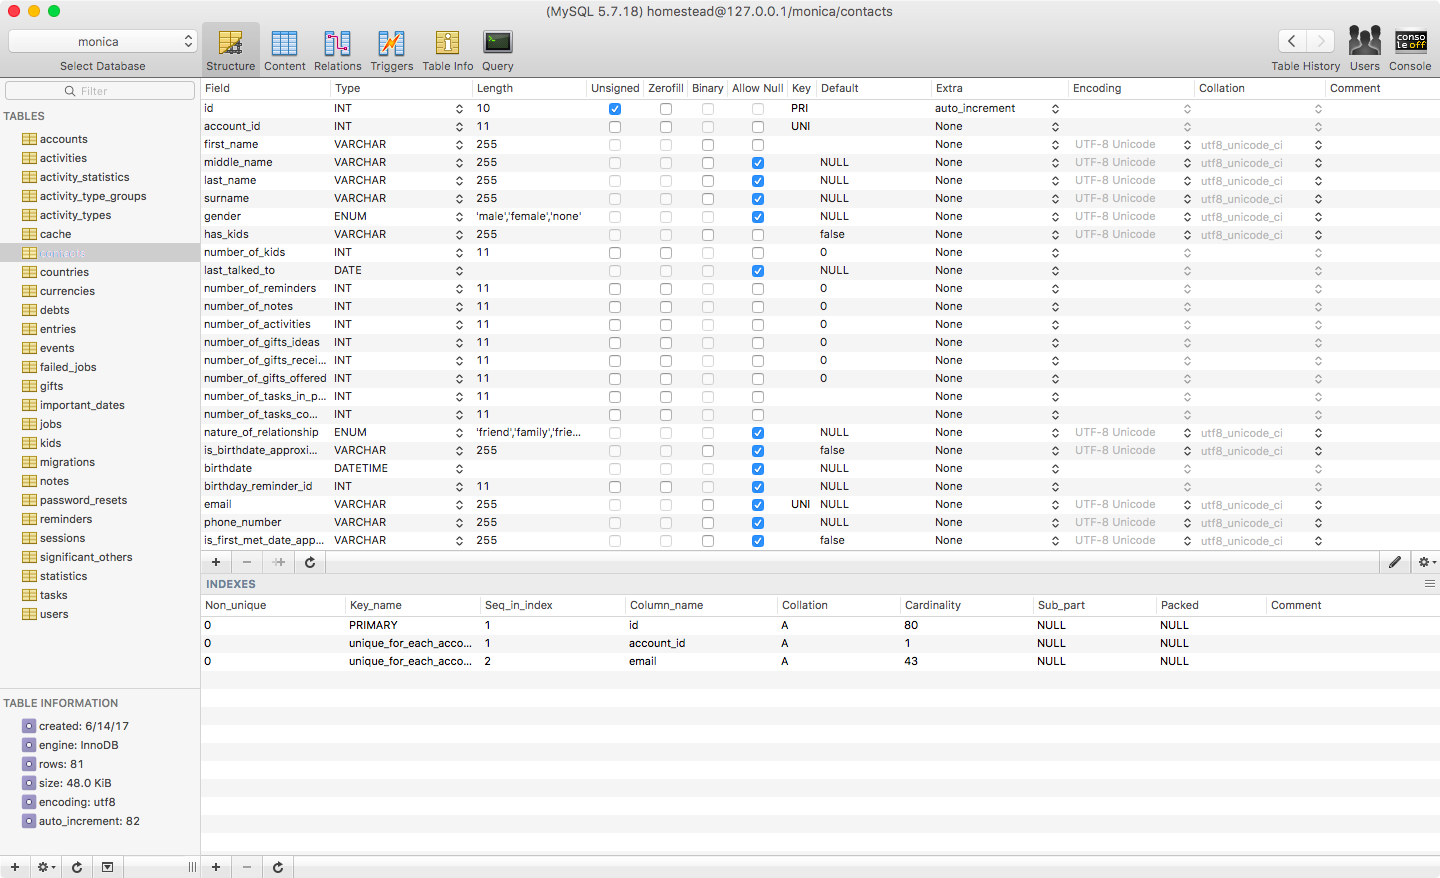 (MySQL 5.7.18) homestead@127.0.0.1/monica/contacts
monica
Select Database
Structure Content Relations Triggers Table Info Query
conso
le off
Table History Users Console
Filter
TABLES
accounts
activities
activity_statistics
activity_type_groups
activity_types
cache
contacts
countries
currencies
debts
entries
events
failed_jobs
gifts
important_dates
jobs
kids
migrations
notes
password_resets
reminders
sessions
significant_others
statistics
tasks
users
TABLE INFORMATION
created: 6/14/17
engine: InnoDB
rows: 81
size: 48.0 KiB
encoding: utf8
auto_increment: 82
Field Type Length Unsigned Zerofill Binary Allow Null Key Default Extra Encoding Collation Comment
id INT 10 PRI auto_increment
account_id INT 11 UNI None
first_name VARCHAR 255 None UTF-8 Unicode utf8_unicode_ci
middle_name VARCHAR 255 NULL None UTF-8 Unicode utf8_unicode_ci
last_name VARCHAR 255 NULL None UTF-8 Unicode utf8_unicode_ci
surname VARCHAR 255 NULL None UTF-8 Unicode utf8_unicode_ci
gender ENUM 'male','female','none' NULL None UTF-8 Unicode utf8_unicode_ci
has_kids VARCHAR 255 false None UTF-8 Unicode utf8_unicode_ci
number_of_kids INT 11 0 None
last_talked_to DATE NULL None
number_of_reminders INT 11 0 None
number_of_notes INT 11 0 None
number_of_activities INT 11 0 None
number_of_gifts_ideas INT 11 0 None
number_of_gifts_recei... INT 11 0 None
number_of_gifts_offered INT 11 0 None
number_of_tasks_in_p... INT 11 None
number_of_tasks_co... INT 11 None
nature_of_relationship ENUM 'friend','family','frie... NULL None UTF-8 Unicode utf8_unicode_ci
is_birthdate_approxi... VARCHAR 255 false None UTF-8 Unicode utf8_unicode_ci
birthdate DATETIME NULL None
birthday_reminder_id INT 11 NULL None
email VARCHAR 255 UNI NULL None UTF-8 Unicode utf8_unicode_ci
phone_number VARCHAR 255 NULL None UTF-8 Unicode utf8_unicode_ci
is_first_met_date_app... VARCHAR 255 false None UTF-8 Unicode utf8_unicode_ci
INDEXES
Non_unique Key_name Seq_in_index Column_name Collation Cardinality Sub_part Packed Comment
0 PRIMARY 1 id A 80 NULL NULL
0 unique_for_each_acco... 1 account_id A 1 NULL NULL
0 unique_for_each_acco... 2 email A 43 NULL NULL